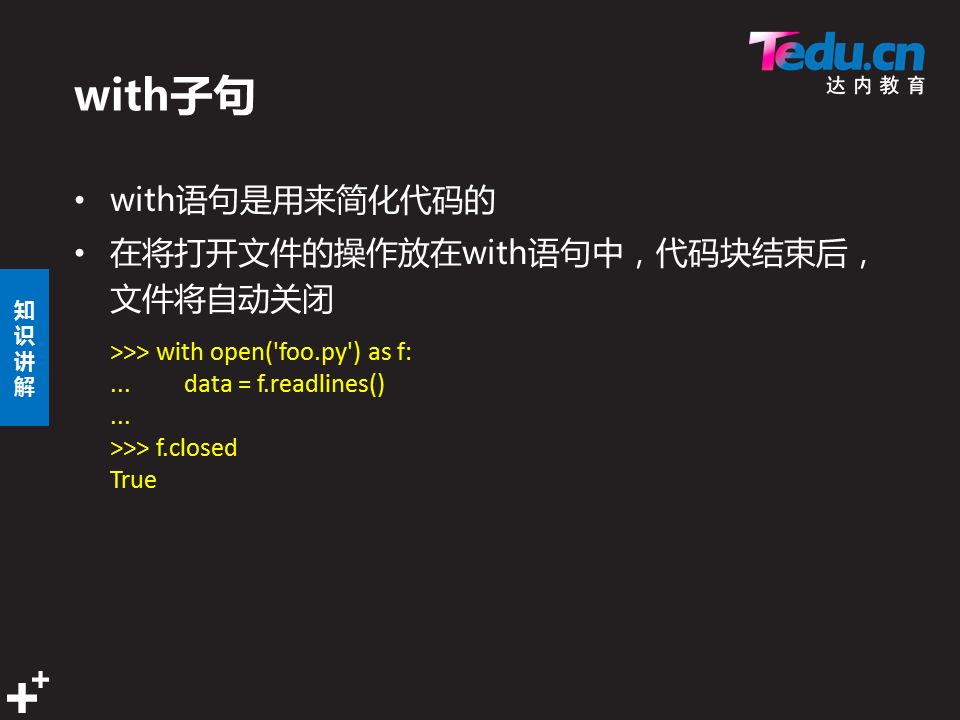 Tedu.cn
达内教育
with子句
• with语句是用来简化代码的
• 在将打开文件的操作放在with语句中，代码块结束后，
文件将自动关闭
知识讲解
>>> with open('foo.py') as f:
... data = f.readlines()
...
>>> f.closed
True